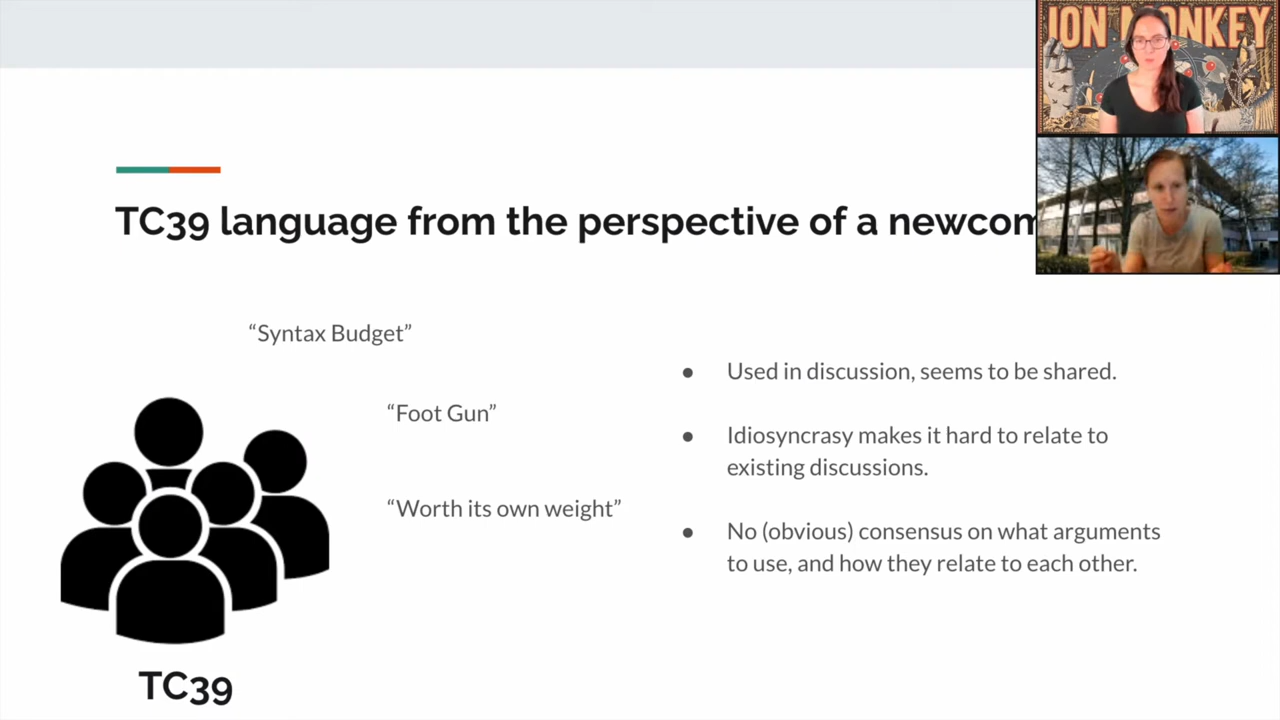 ION MONKEY
TC39 language from the perspective of a newcom
“Syntax Budget”
“Foot Gun”
“Worth its own weight”
● Used in discussion, seems to be shared.
● Idiosyncrasy makes it hard to relate to
existing discussions.
● No (obvious) consensus on what arguments
to use, and how they relate to each other.
TC39